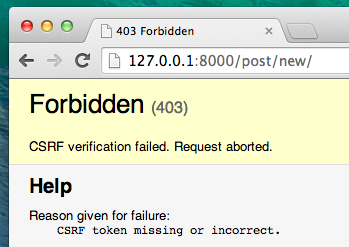 403 Forbidden
127.0.0.1:8000/post/new/
Forbidden (403)
CSRF verification failed. Request aborted.
Help
Reason given for failure:
CSRF token missing or incorrect.